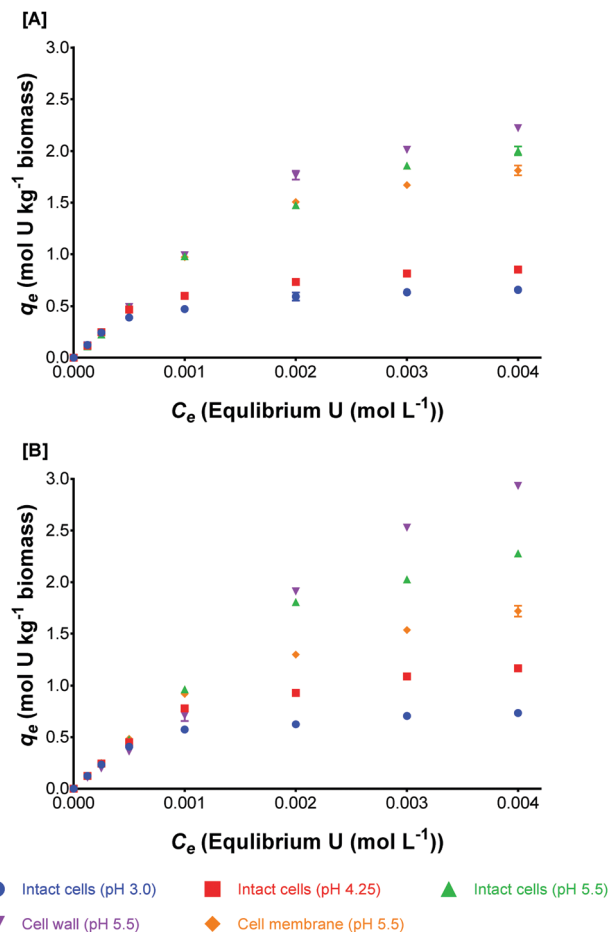 [A]
3.0
2.5
2.0
1.5
1.0
0.5
0.0
0.000 0.001 0.002 0.003 0.004
qe (mol U kg-1 biomass)
Ce (Equlibrium U (mol L-1))
[B]
3.0
2.5
2.0
1.5
1.0
0.5
0.0
0.000 0.001 0.002 0.003 0.004
qe (mol U kg-1 biomass)
Ce (Equlibrium U (mol L-1))
Intact cells (pH 3.0) Intact cells (pH 4.25) Intact cells (pH 5.5)
Cell wall (pH 5.5) Cell membrane (pH 5.5)